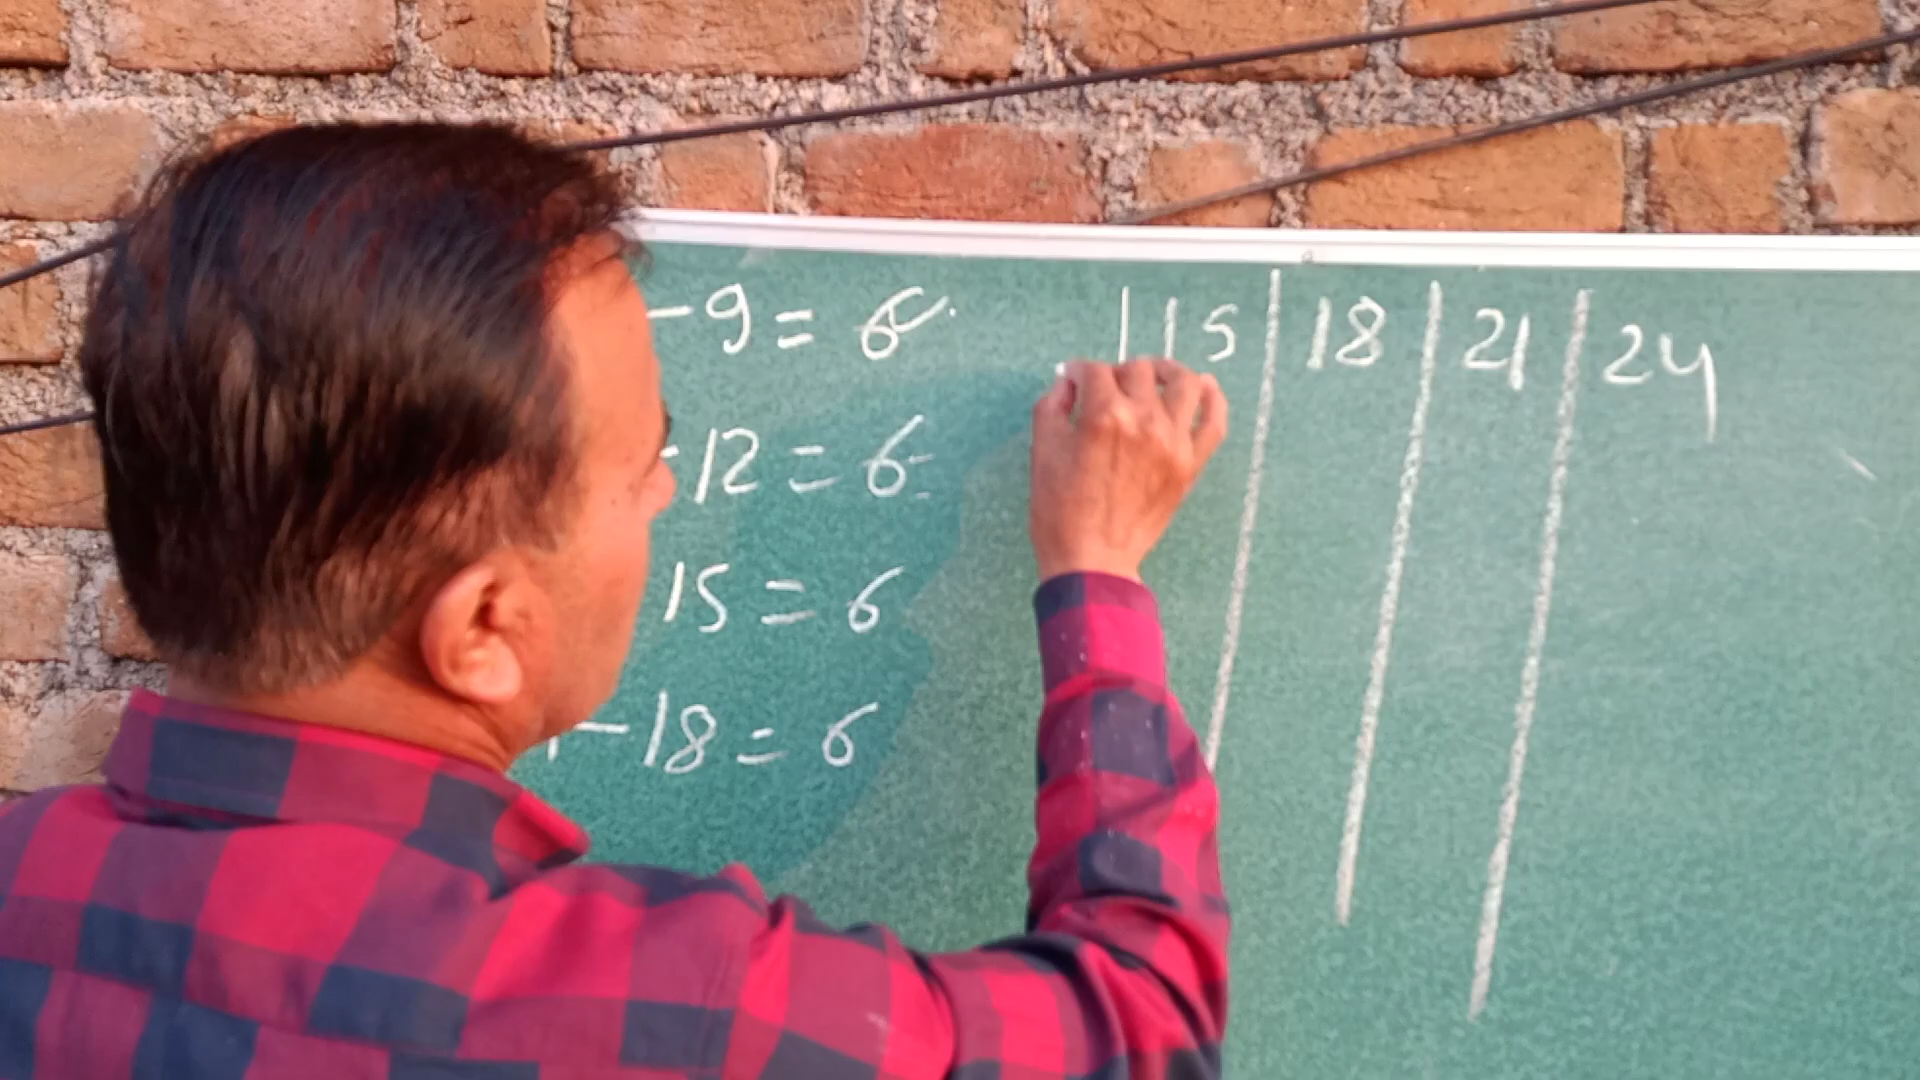 -9 = 6
-12 = 6
15 = 6
-18 = 6
| 15 | 18 | 21 | 24